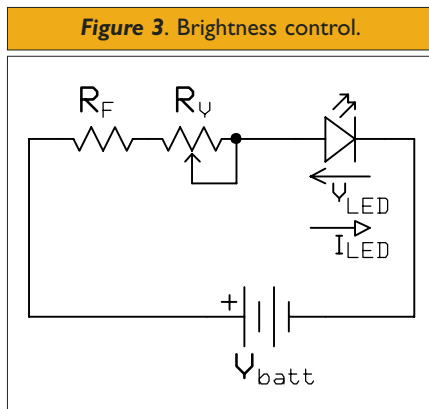 Figure 3. Brightness control.
RF RV
VLED
ILED
+
Vbatt